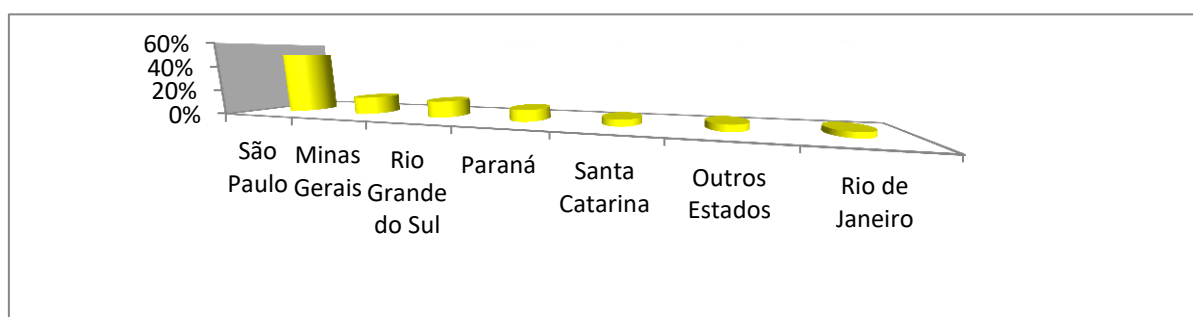 60%
40%
20%
0%
São
Paulo
Minas
Gerais
Rio
Grande
do Sul
Paraná
Santa
Catarina
Outros
Estados
Rio de
Janeiro